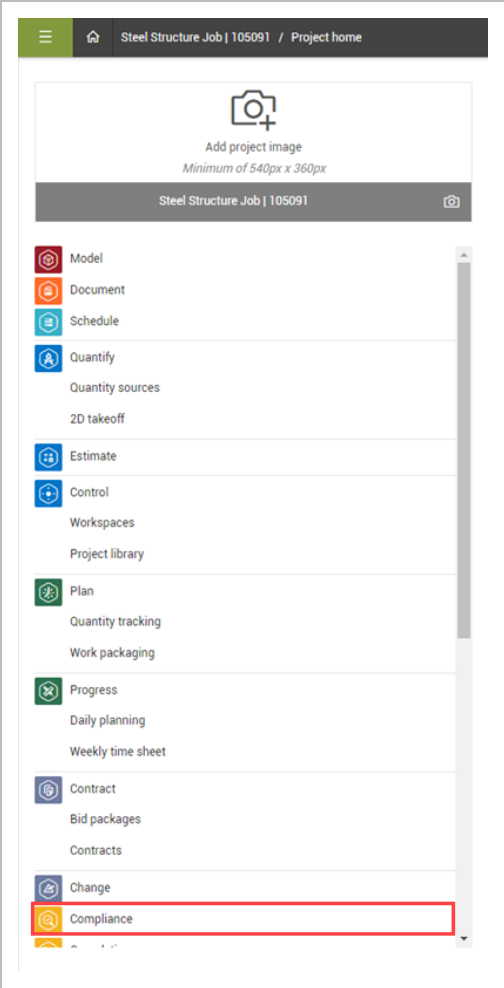 Steel Structure Job | 105091 / Project home
Add project image
Minimum of 540px x 360px
Steel Structure Job | 105091
Model
Document
Schedule
Quantify
Quantity sources
2D takeoff
Estimate
Control
Workspaces
Project library
Plan
Quantity tracking
Work packaging
Progress
Daily planning
Weekly time sheet
Contract
Bid packages
Contracts
Change
Compliance